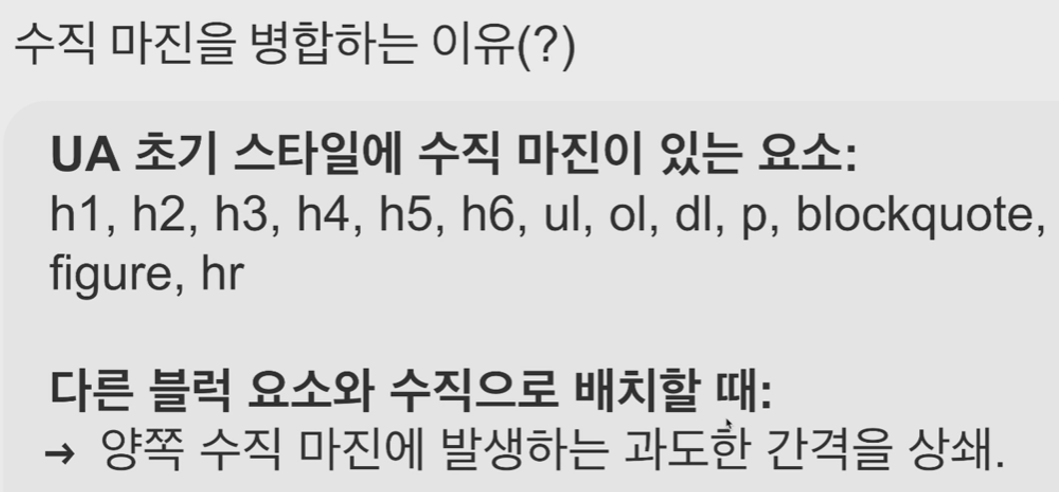 수직 마진을 병합하는 이유(?)
UA 초기 스타일에 수직 마진이 있는 요소:
h1, h2, h3, h4, h5, h6, ul, ol, dl, p, blockquote,
figure, hr
다른 블럭 요소와 수직으로 배치할 때:
→ 양쪽 수직 마진에 발생하는 과도한 간격을 상쇄.